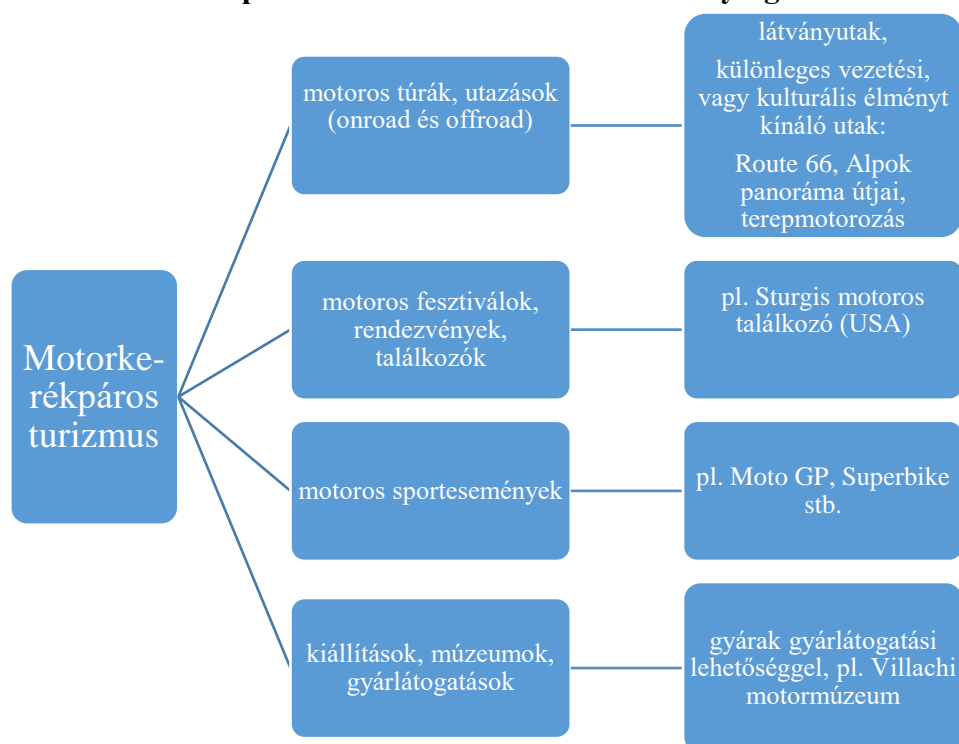 Motorke-
rékpáros
turizmus
motoros túrák, utazások
(onroad és offroad)
látványutak,
különleges vezetési,
vagy kulturális élményt
kínáló utak:
Route 66, Alpok
panoráma útjai,
terepmotorozás
motoros fesztiválok,
rendezvények,
találkozók
pl. Sturgis motoros
találkozó (USA)
motoros sportesemények
pl. Moto GP, Superbike
stb.
kiállítások, múzeumok,
gyárlátogatások
gyárak gyárlátogatási
lehetőséggel, pl. Villachi
motormúzeum